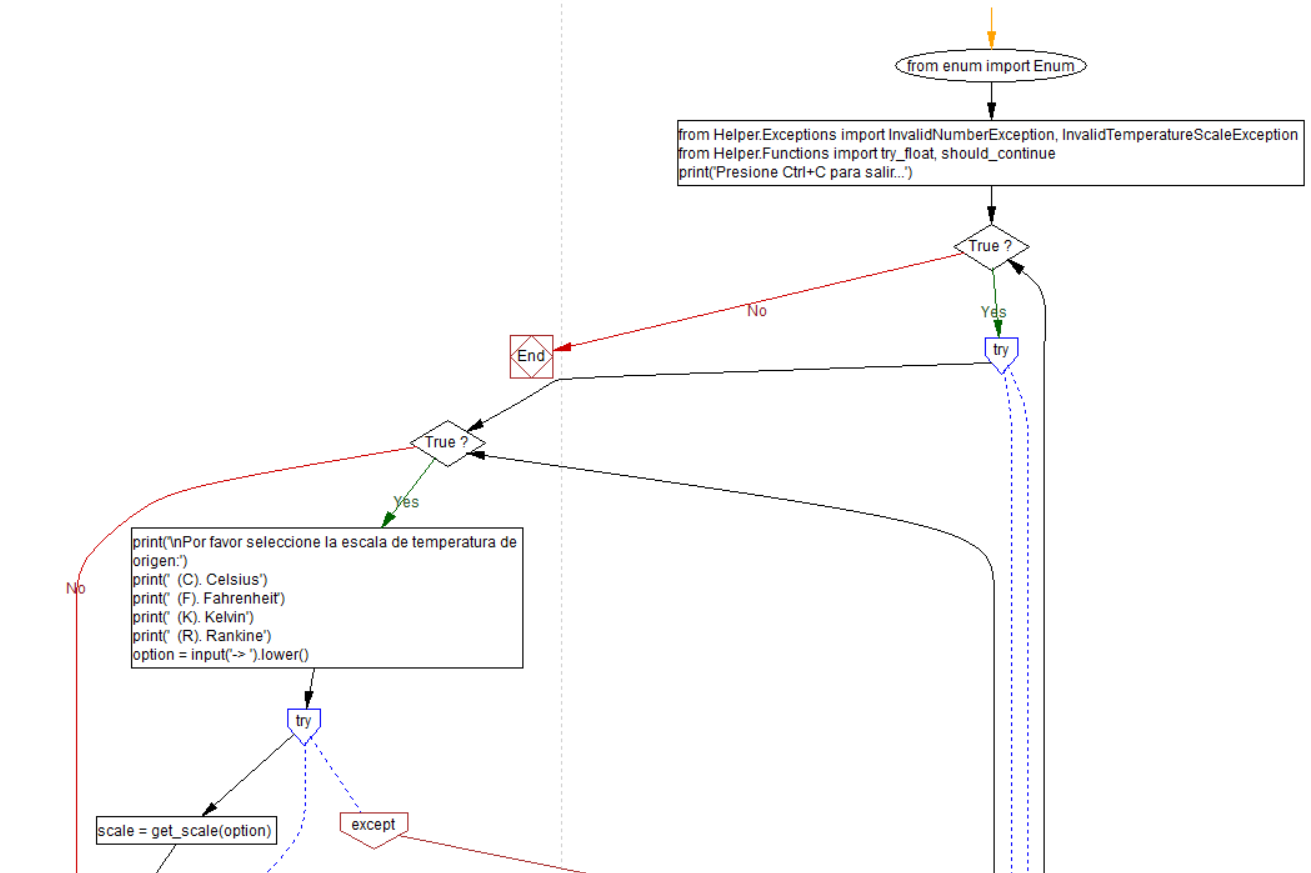 from enum import Enum
from Helper.Exceptions import InvalidNumberException, InvalidTemperatureScaleException
from Helper.Functions import try_float, should_continue
print('Presione Ctrl+C para salir...')
True ?
No
Yes
End
try
True ?
Yes
No
print('\nPor favor seleccione la escala de temperatura de
origen:')
print('  (C). Celsius')
print('  (F). Fahrenheit')
print('  (K). Kelvin')
print('  (R). Rankine')
option = input('-> ').lower()
try
scale = get_scale(option)
except